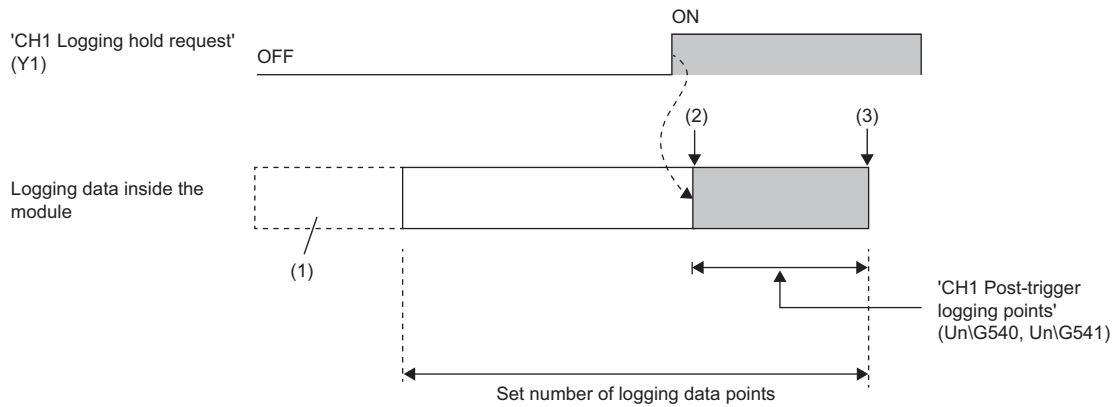 ON
'CH1 Logging hold request'
(Y1)
OFF
(2)
(3)
Logging data inside the
module
(1)
'CH1 Post-trigger
logging points'
(Un\G540, Un\G541)
Set number of logging data points